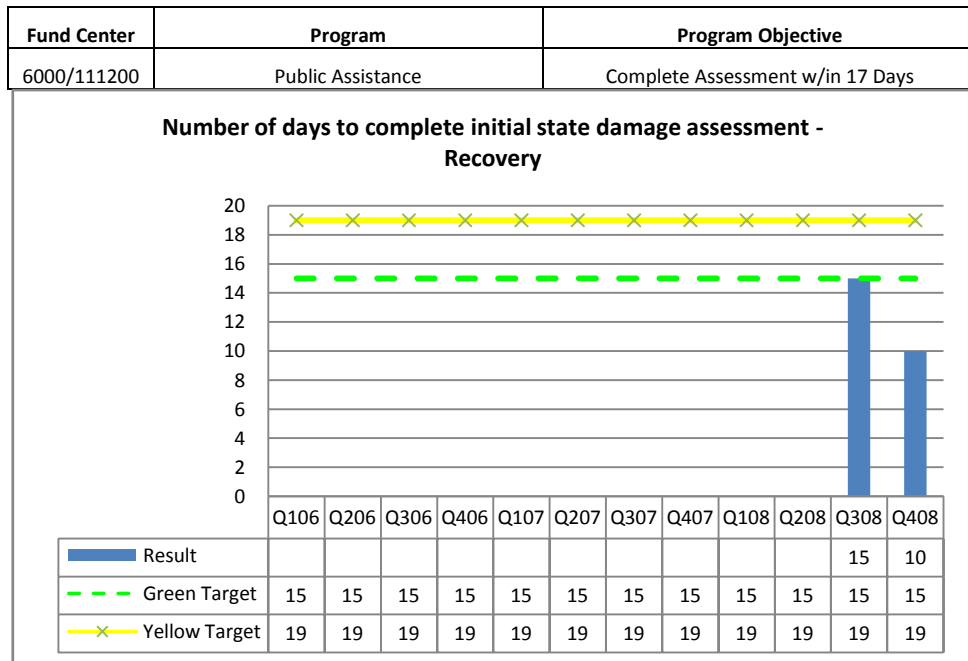 Fund Center Program Program Objective
6000/111200 Public Assistance Complete Assessment w/in 17 Days
Number of days to complete initial state damage assessment -
Recovery
20
18
16
14
12
10
8
6
4
2
0
Q106 Q206 Q306 Q406 Q107 Q207 Q307 Q407 Q108 Q208 Q308 Q408
Result 15 10
Green Target 15 15 15 15 15 15 15 15 15 15 15 15
Yellow Target 19 19 19 19 19 19 19 19 19 19 19 19